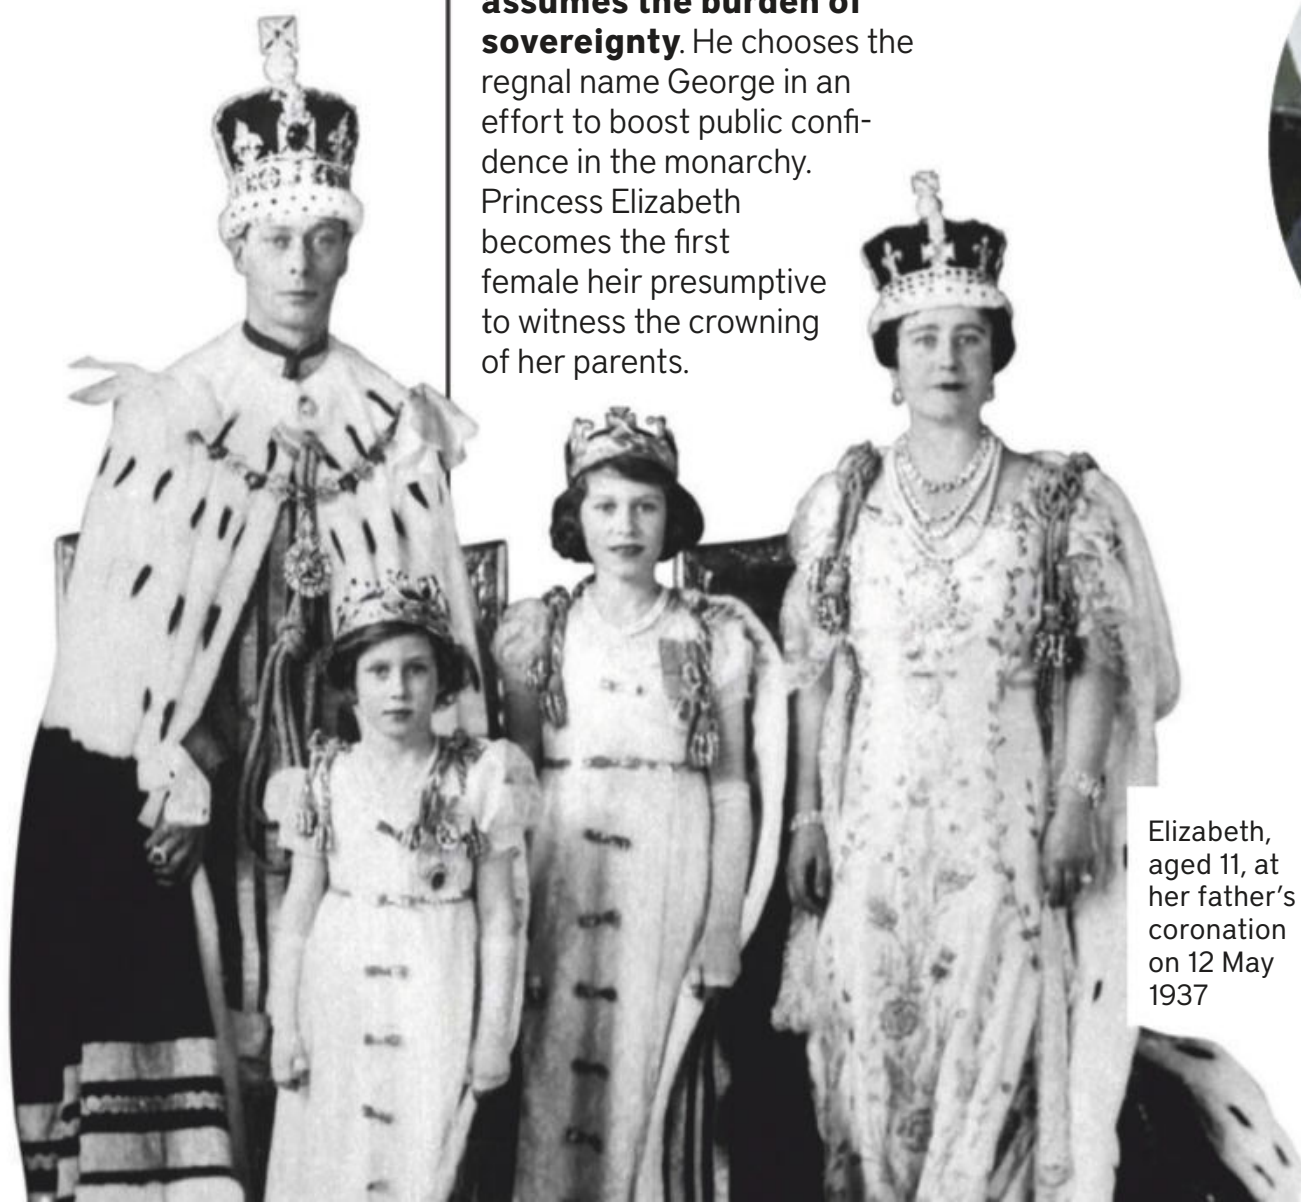 assumes the burden of
sovereignty. He chooses the
regnal name George in an
effort to boost public confi-
dence in the monarchy.
Princess Elizabeth
becomes the first
female heir presumptive
to witness the crowning
of her parents.
Elizabeth,
aged 11, at
her father's
coronation
on 12 May
1937